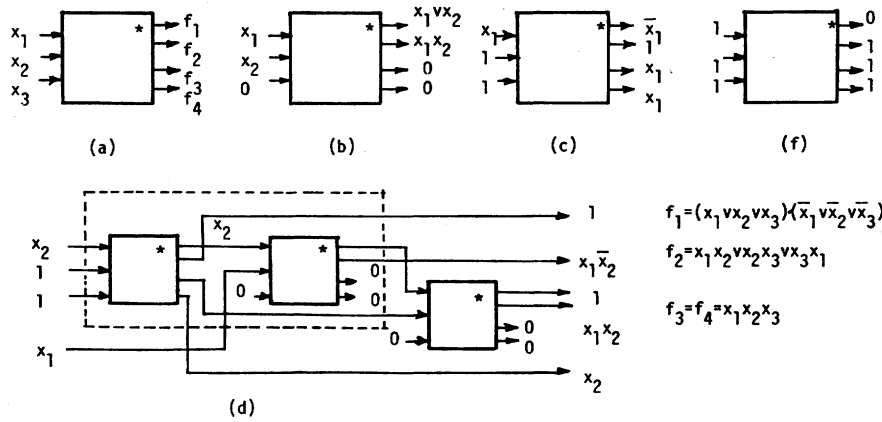 x₁ x₂ x₃ * f₁ f₂ f₃ f₄
(a)
x₁ x₂ 0 * x₁vx₂ x₁x₂ 0 0
(b)
x₁ 1 1 * x̄₁ 1 x₁ x₁
(c)
1 1 1 * 0 1 1 1
(f)
x₂ 1 1 * x₂
x₁
0 * 0 0
0 * 0 0
1
x₁x̄₂
1
x₁x₂
x₂
(d)
f₁=(x₁vx₂vx₃)·(x̄₁vx̄₂vx̄₃)
f₂=x₁x₂vx₂x₃vx₃x₁
f₃=f₄=x₁x₂x₃